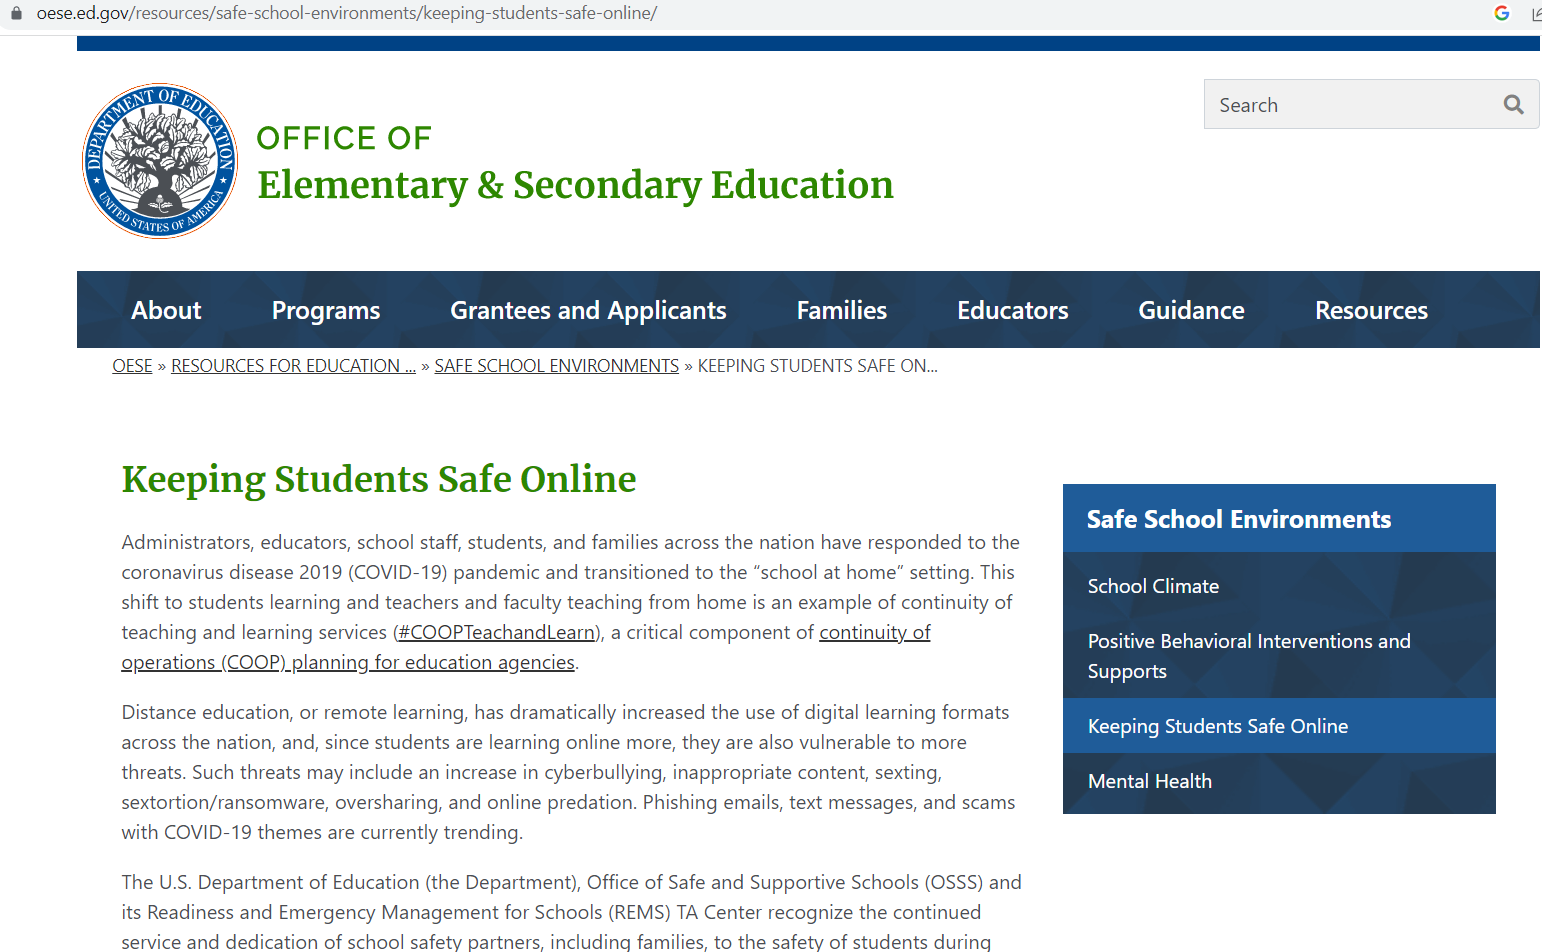 oese.ed.gov/resources/safe-school-environments/keeping-students-safe-online/
DEPARTMENT OF EDUCATION
UNITED STATES OF AMERICA
OFFICE OF
Elementary & Secondary Education
Search
About Programs Grantees and Applicants Families Educators Guidance Resources
OESE » RESOURCES FOR EDUCATION ... » SAFE SCHOOL ENVIRONMENTS » KEEPING STUDENTS SAFE ON...
Keeping Students Safe Online
Administrators, educators, school staff, students, and families across the nation have responded to the
coronavirus disease 2019 (COVID-19) pandemic and transitioned to the “school at home” setting. This
shift to students learning and teachers and faculty teaching from home is an example of continuity of
teaching and learning services (#COOPTeachandLearn), a critical component of continuity of
operations (COOP) planning for education agencies.
Distance education, or remote learning, has dramatically increased the use of digital learning formats
across the nation, and, since students are learning online more, they are also vulnerable to more
threats. Such threats may include an increase in cyberbullying, inappropriate content, sexting,
sextortion/ransomware, oversharing, and online predation. Phishing emails, text messages, and scams
with COVID-19 themes are currently trending.
The U.S. Department of Education (the Department), Office of Safe and Supportive Schools (OSSS) and
its Readiness and Emergency Management for Schools (REMS) TA Center recognize the continued
service and dedication of school safety partners, including families, to the safety of students during
Safe School Environments
School Climate
Positive Behavioral Interventions and
Supports
Keeping Students Safe Online
Mental Health